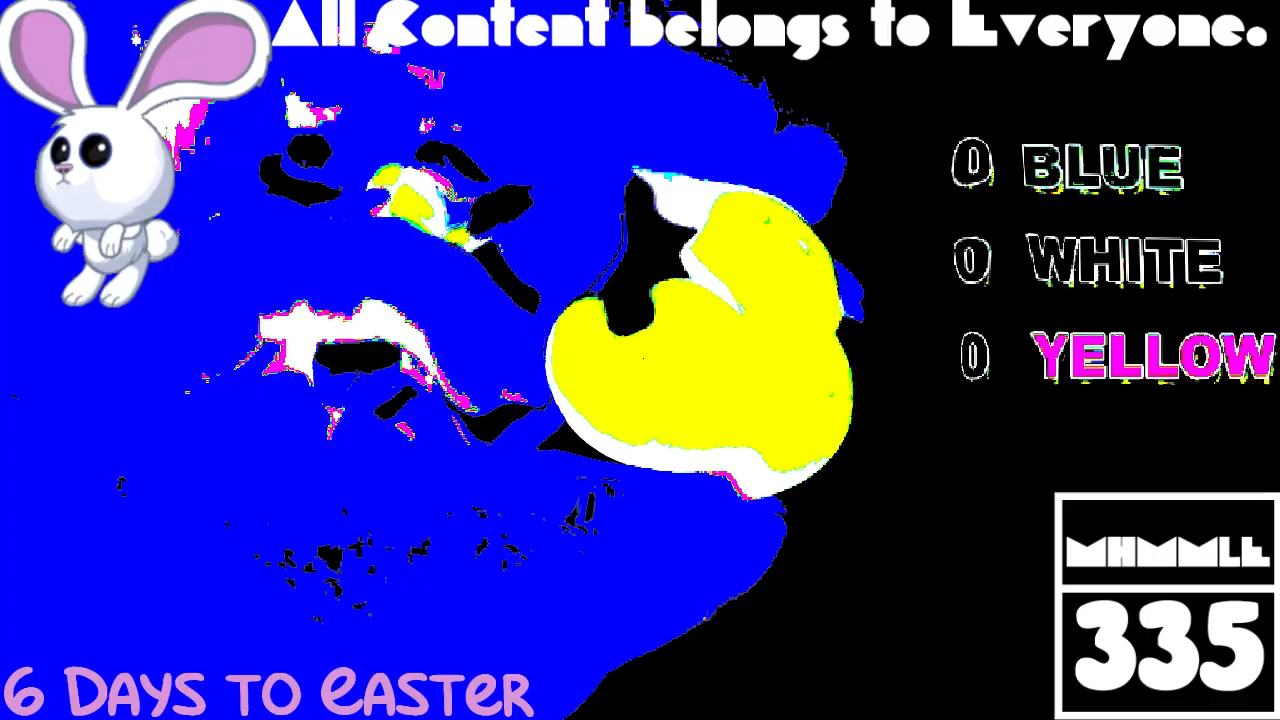 All Content belongs to Everyone.
0 BLUE
0 WHITE
0 YELLOW
MHMMLE
335
6 DAYS TO EASTER